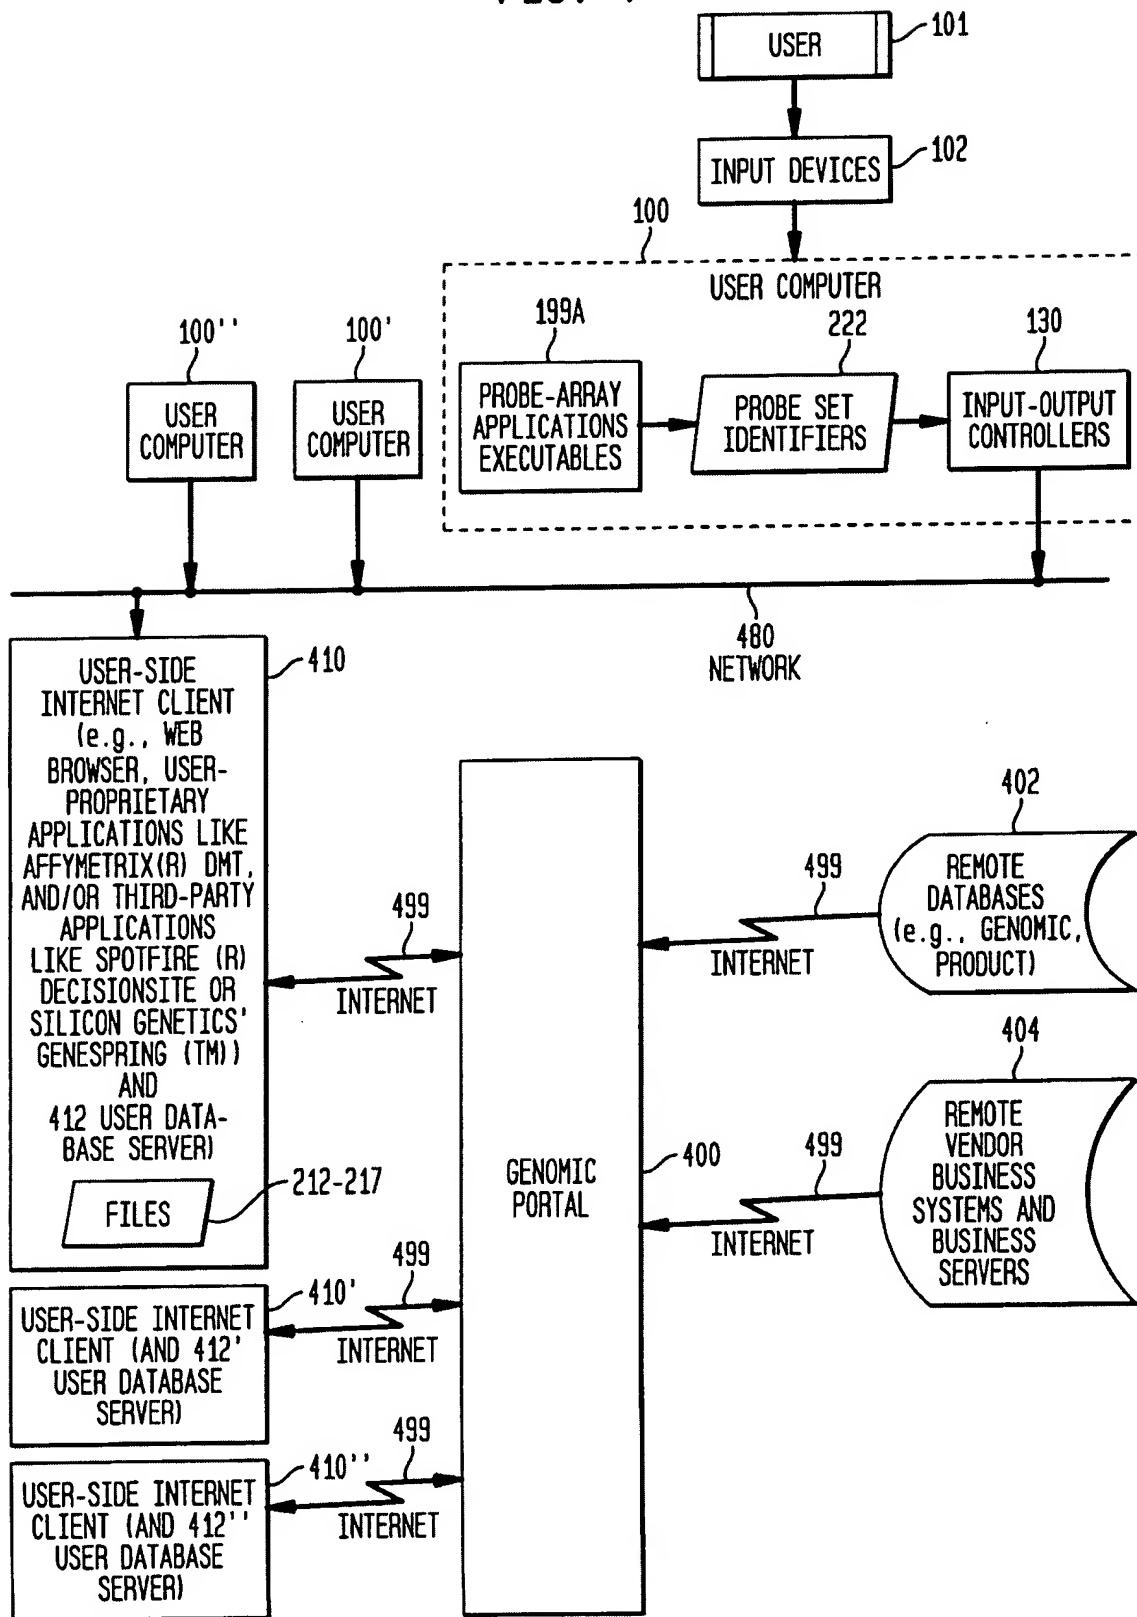 USER
101
INPUT DEVICES
102
100
USER COMPUTER
199A
222
130
PROBE-ARRAY
APPLICATIONS
EXECUTABLES
PROBE SET
IDENTIFIERS
INPUT-OUTPUT
CONTROLLERS
100''
100'
USER
COMPUTER
USER
COMPUTER
480
NETWORK
USER-SIDE
INTERNET CLIENT
(e.g., WEB
BROWSER, USER-
PROPRIETARY
APPLICATIONS LIKE
AFFYMETRIX(R) DMT,
AND/OR THIRD-PARTY
APPLICATIONS
LIKE SPOTFIRE (R)
DECISIONSITE OR
SILICON GENETICS'
GENESPRING (TM))
AND
412 USER DATA-
BASE SERVER)
410
FILES
212-217
499
INTERNET
GENOMIC
PORTAL
400
402
REMOTE
DATABASES
(e.g., GENOMIC,
PRODUCT)
499
INTERNET
404
REMOTE
VENDOR
BUSINESS
SYSTEMS AND
BUSINESS
SERVERS
499
INTERNET
USER-SIDE INTERNET
CLIENT (AND 412'
USER DATABASE
SERVER)
410'
499
INTERNET
USER-SIDE INTERNET
CLIENT (AND 412''
USER DATABASE
SERVER)
410''
499
INTERNET